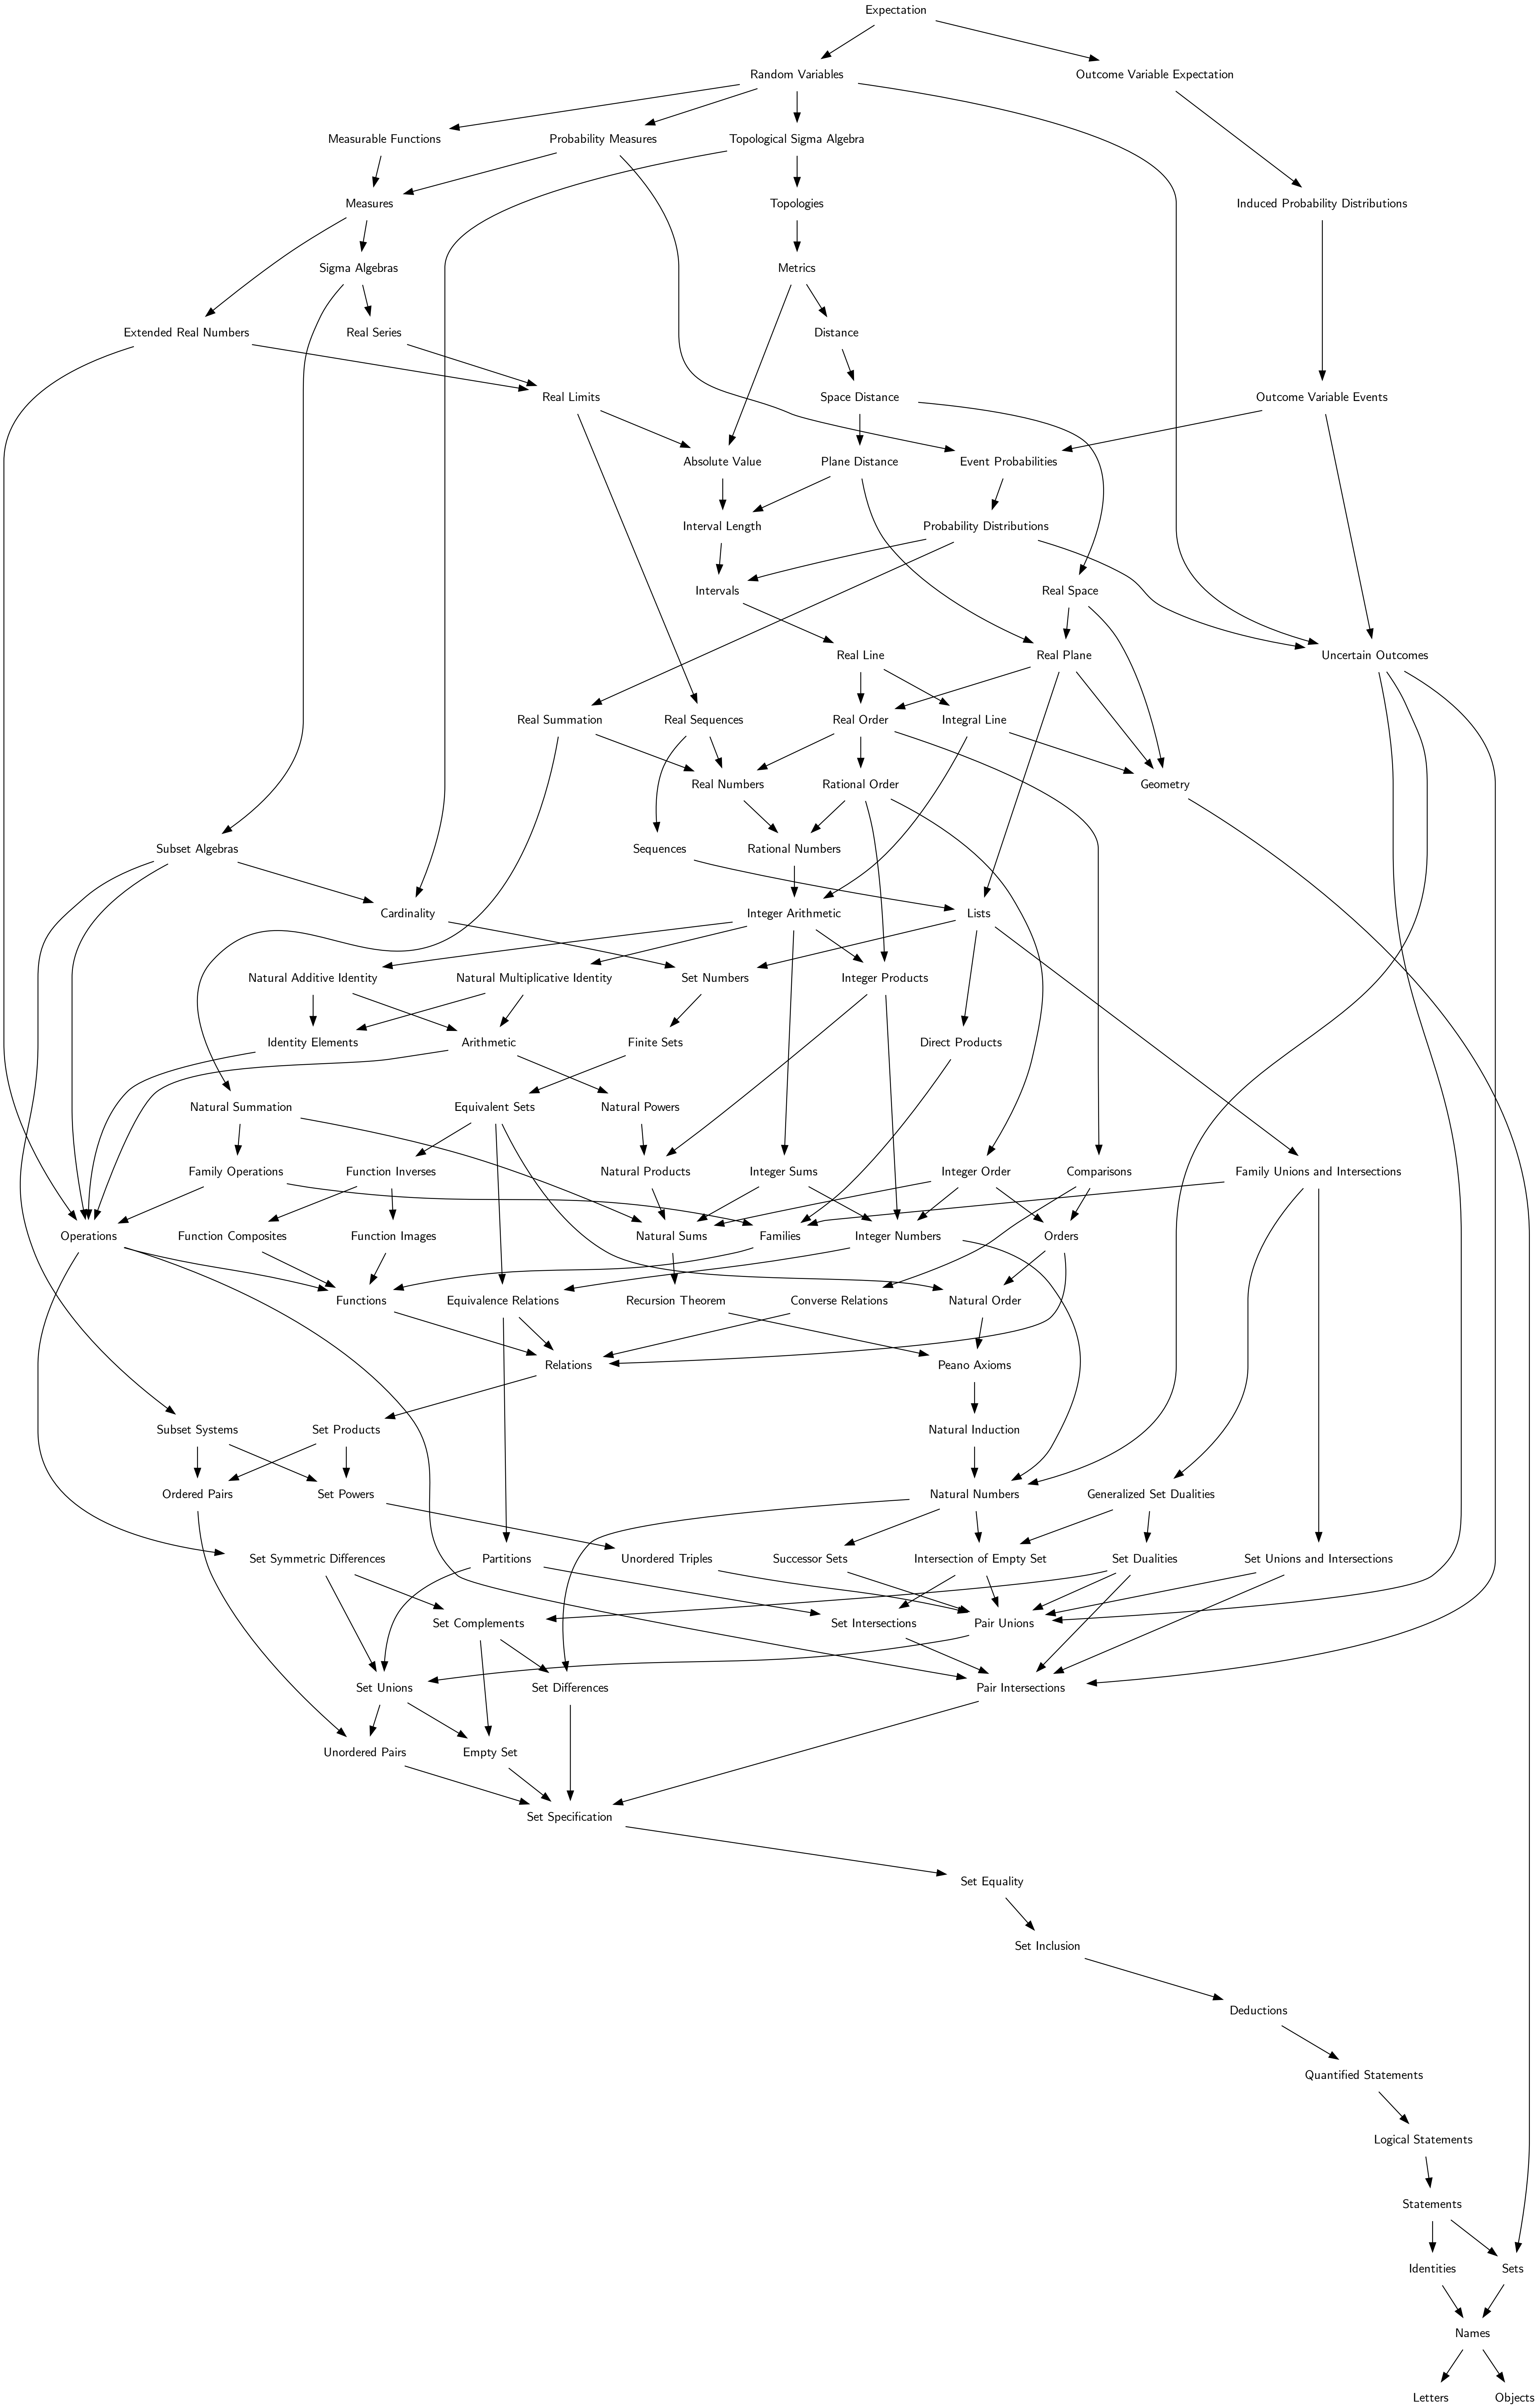 Expectation
Random Variables
Outcome Variable Expectation
Measurable Functions
Probability Measures
Topological Sigma Algebra
Measures
Topologies
Induced Probability Distributions
Sigma Algebras
Metrics
Extended Real Numbers
Real Series
Distance
Real Limits
Space Distance
Outcome Variable Events
Absolute Value
Plane Distance
Event Probabilities
Interval Length
Probability Distributions
Intervals
Real Space
Real Line
Real Plane
Uncertain Outcomes
Real Summation
Real Sequences
Real Order
Integral Line
Real Numbers
Rational Order
Geometry
Subset Algebras
Sequences
Rational Numbers
Cardinality
Integer Arithmetic
Lists
Natural Additive Identity
Natural Multiplicative Identity
Set Numbers
Integer Products
Identity Elements
Arithmetic
Finite Sets
Direct Products
Natural Summation
Equivalent Sets
Natural Powers
Family Operations
Function Inverses
Natural Products
Integer Sums
Integer Order
Comparisons
Family Unions and Intersections
Operations
Function Composites
Function Images
Natural Sums
Families
Integer Numbers
Orders
Functions
Equivalence Relations
Recursion Theorem
Converse Relations
Natural Order
Relations
Peano Axioms
Subset Systems
Set Products
Natural Induction
Ordered Pairs
Set Powers
Natural Numbers
Generalized Set Dualities
Set Symmetric Differences
Partitions
Unordered Triples
Successor Sets
Intersection of Empty Set
Set Dualities
Set Unions and Intersections
Set Complements
Set Intersections
Pair Unions
Set Unions
Set Differences
Pair Intersections
Unordered Pairs
Empty Set
Set Specification
Set Equality
Set Inclusion
Deductions
Quantified Statements
Logical Statements
Statements
Identities
Sets
Names
Letters
Objects